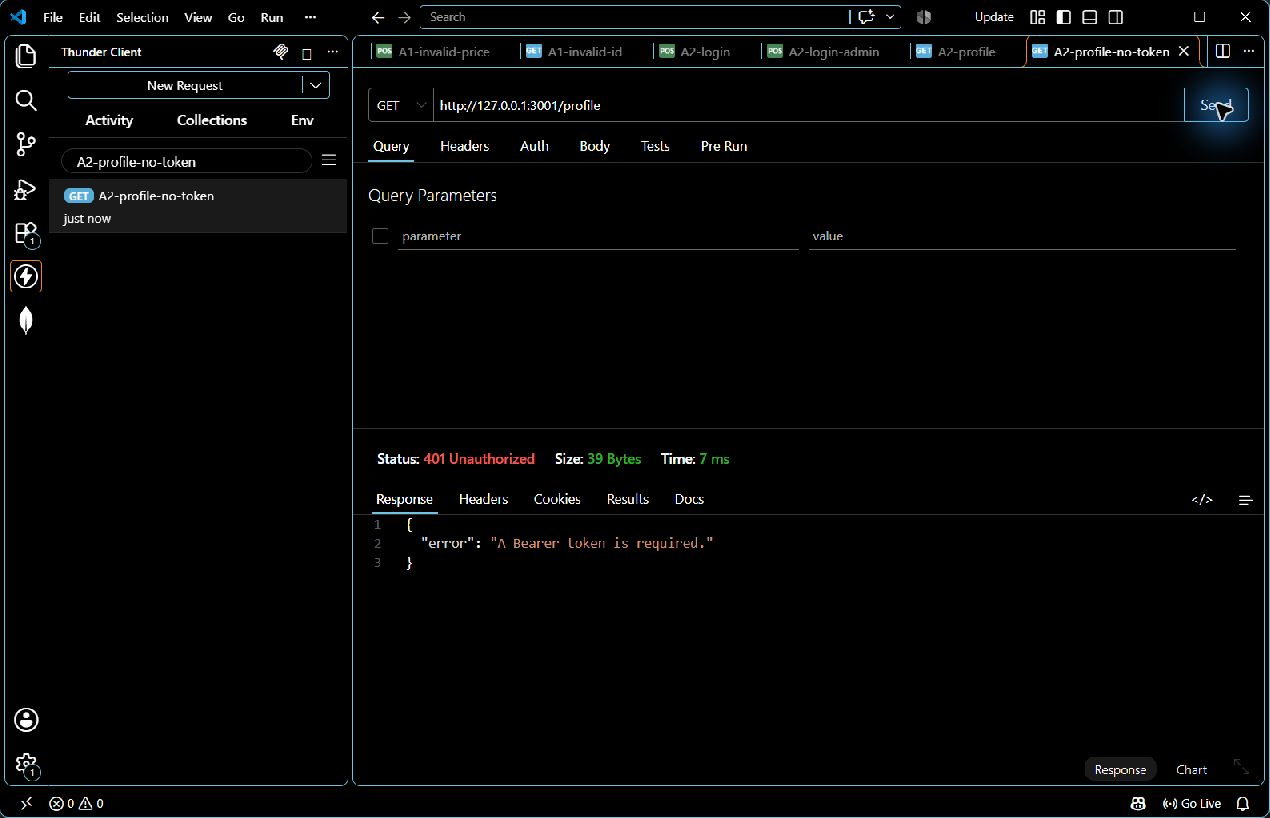 File Edit Selection View Go Run ···
Search
Update
Thunder Client
New Request
Activity Collections Env
A2-profile-no-token
GET A2-profile-no-token
just now
POS A1-invalid-price GET A1-invalid-id POS A2-login POS A2-login-admin GET A2-profile GET A2-profile-no-token
GET http://127.0.0.1:3001/profile Send
Query Headers Auth Body Tests Pre Run
Query Parameters
parameter value
Status: 401 Unauthorized Size: 39 Bytes Time: 7 ms
Response Headers Cookies Results Docs </>
1 {
2 "error": "A Bearer token is required."
3 }
Response Chart
1
1
0 0 Go Live